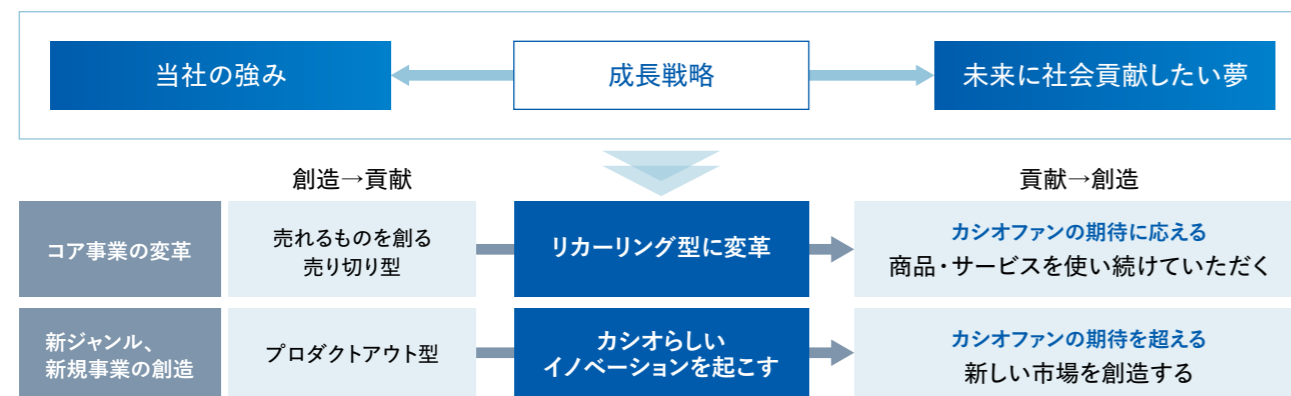 当社の強み
成長戦略
未来に社会貢献したい夢
創造→貢献
貢献→創造
コア事業の変革
売れるものを創る
売り切り型
リカーリング型に変革
カシオファンの期待に応える
商品・サービスを使い続けていただく
新ジャンル、
新規事業の創造
プロダクトアウト型
カシオらしい
イノベーションを起こす
カシオファンの期待を超える
新しい市場を創造する